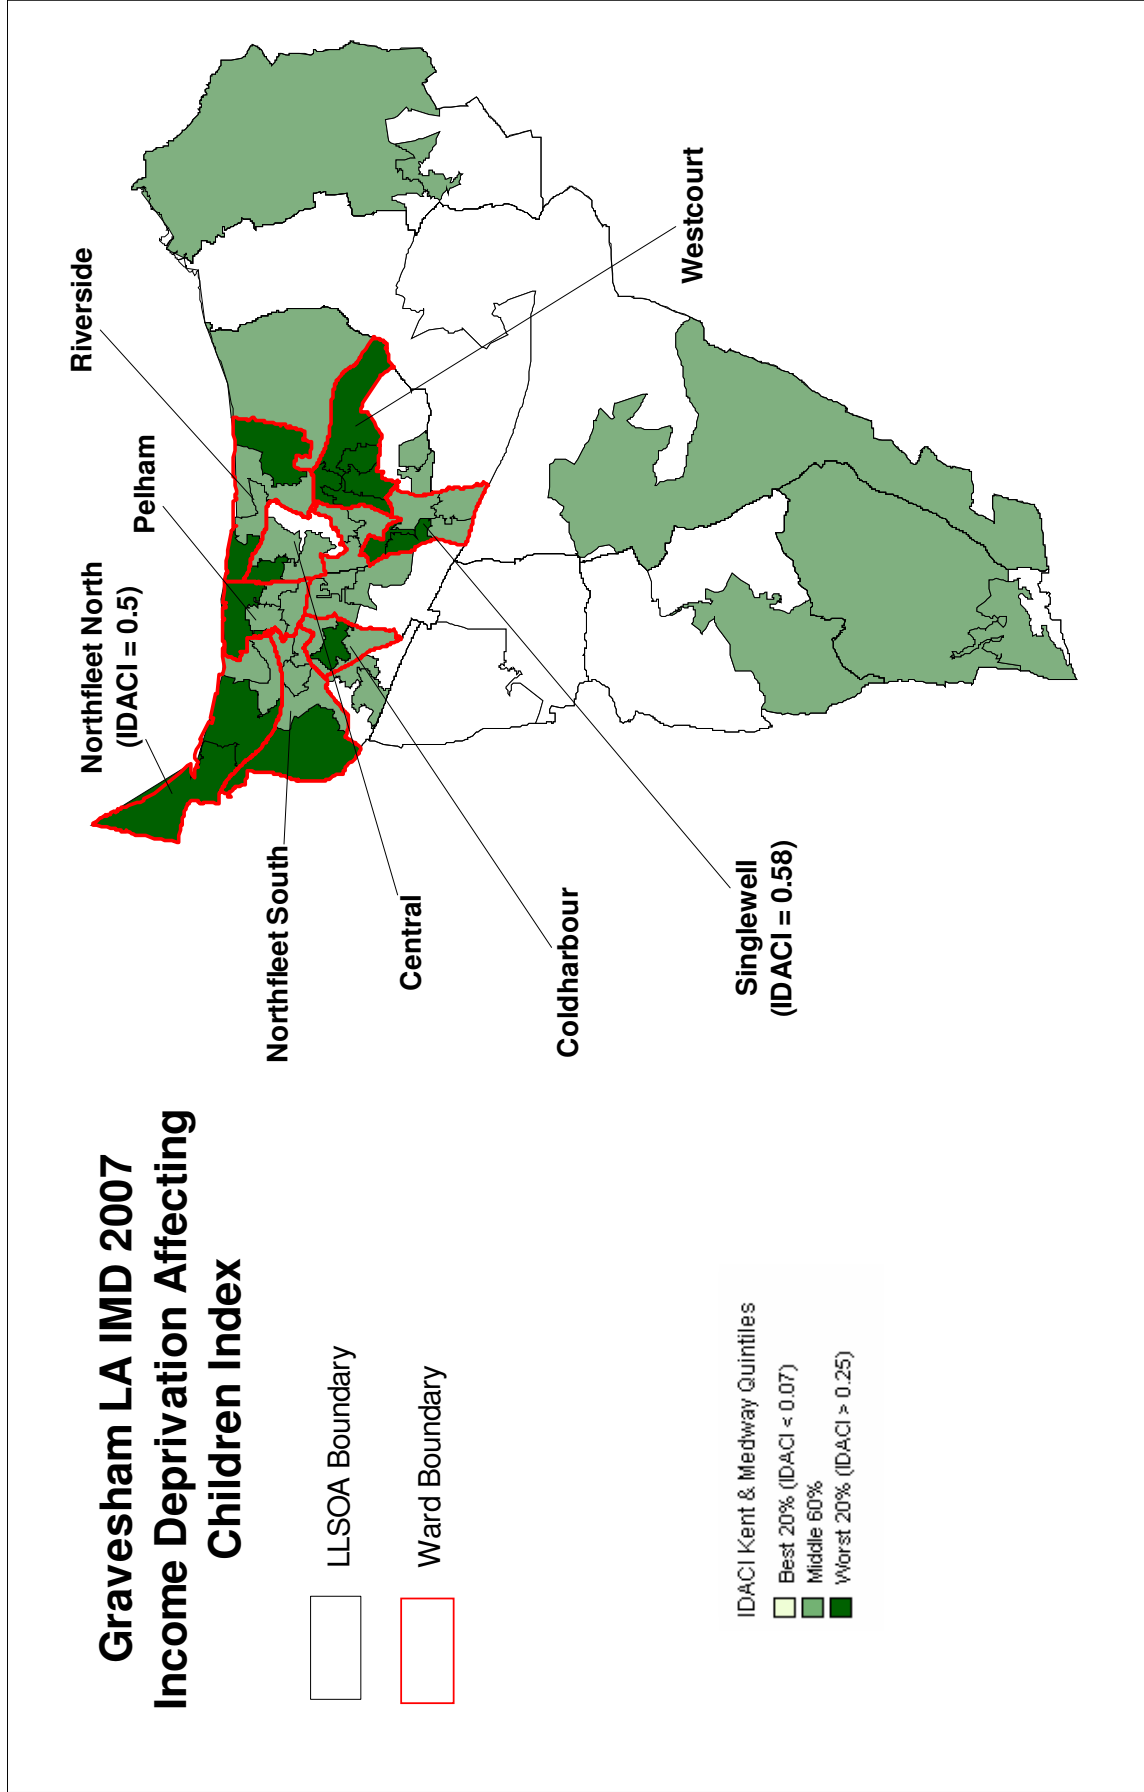 Gravesham LA IMD 2007
Income Deprivation Affecting
Children Index
LLSOA Boundary
Ward Boundary
IDACI Kent & Medway Quintiles
Best 20% (IDACI < 0.07)
Middle 60%
Worst 20% (IDACI > 0.25)
Northfleet North
(IDACI = 0.5)
Pelham
Riverside
Northfleet South
Central
Coldharbour
Singlewell
(IDACI = 0.58)
Westcourt